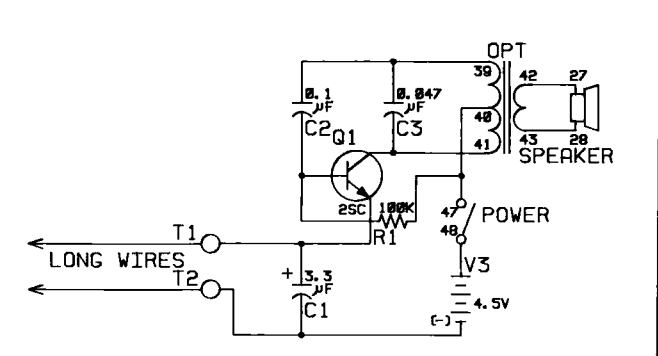 OPT
39
42
27
0.1
µF
C2
0.047
µF
C3
40
Q1
41
43
28
SPEAKER
2SC
100K
R1
47
48
POWER
T1
LONG WIRES
T2
+
3.3
µF
C1
V3
4.5V
(-)